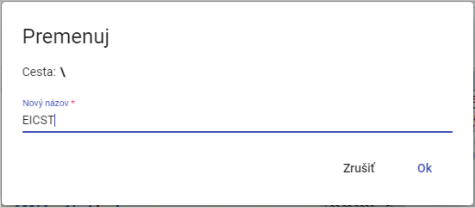 Premenuj
Cesta: \
Nový názov *
EICST
Zrušiť Ok